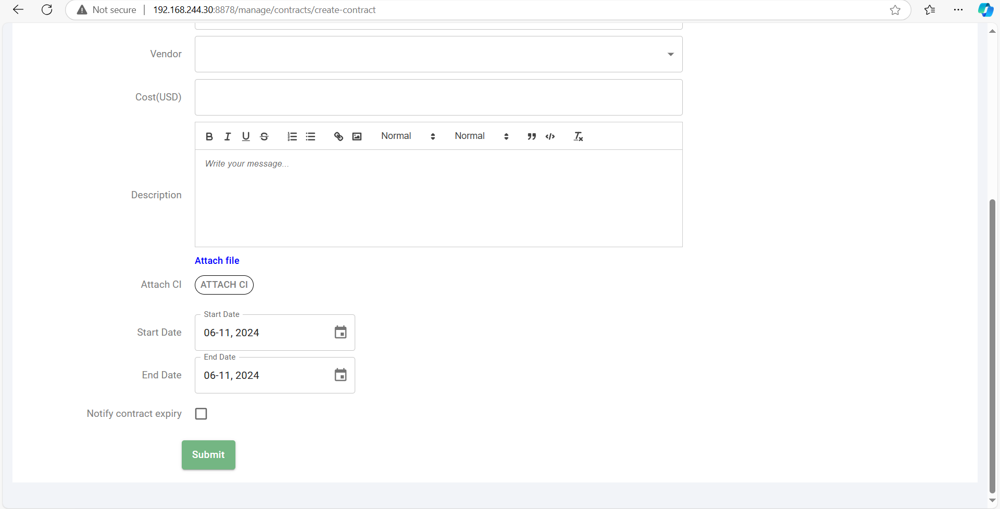 Not secure 192.168.244.30:8878/manage/contracts/create-contract
Vendor
Cost(USD)
B I U S Normal Normal
Write your message...
Description
Attach file
Attach CI ATTACH CI
Start Date
Start Date 06-11, 2024
End Date
End Date 06-11, 2024
Notify contract expiry
Submit